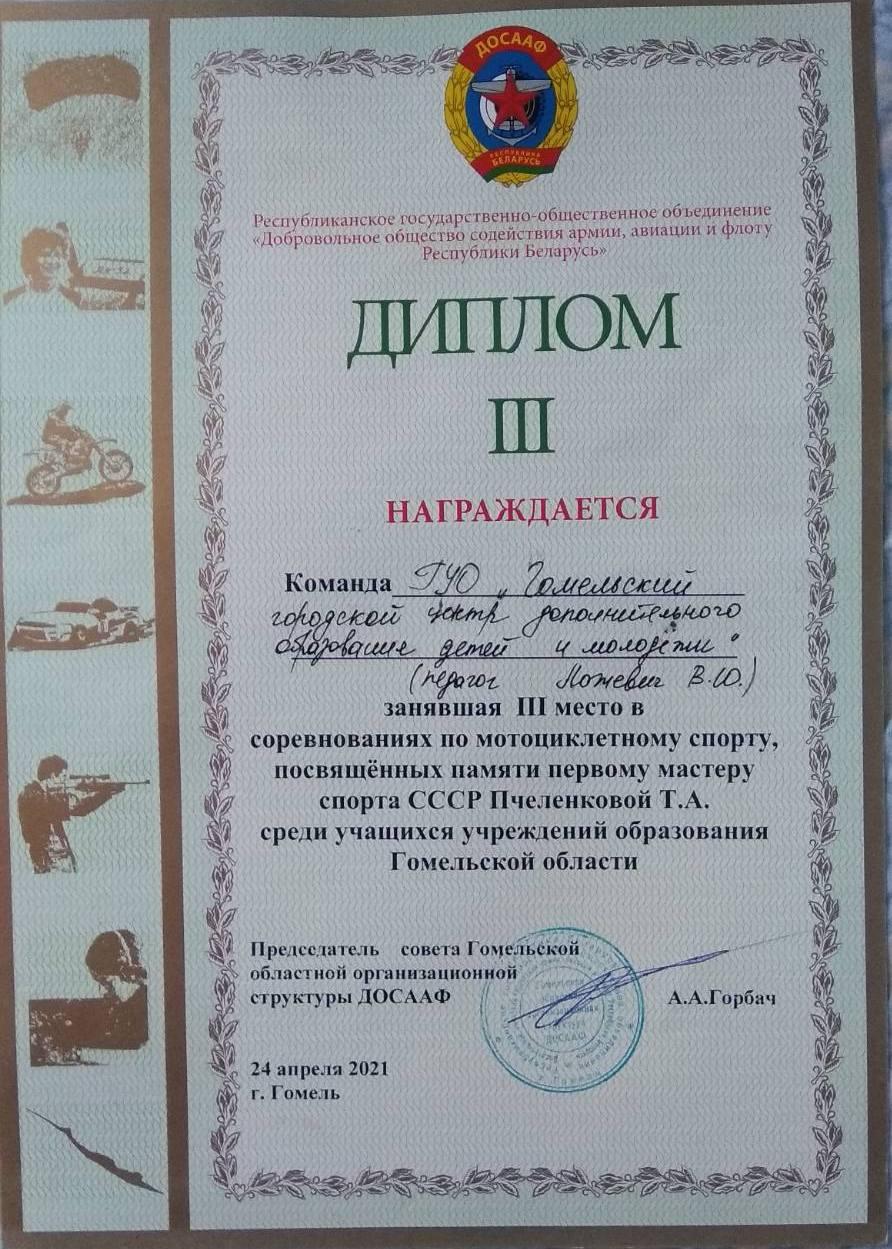 ДОСААФ
РЕСПУБЛИКА
БЕЛАРУСЬ
Республиканское государственно-общественное объединение
«Добровольное общество содействия армии, авиации и флоту
Республики Беларусь»
ДИПЛОМ
III
НАГРАЖДАЕТСЯ
Команда ГУО „Гомельский
городской центр дополнительного
образования детей и молодёжи"
(педагог Можевич В.Ю.)
занявшая III место в
соревнованиях по мотоциклетному спорту,
посвящённых памяти первому мастеру
спорта СССР Пчеленковой Т.А.
среди учащихся учреждений образования
Гомельской области
Председатель совета Гомельской
областной организационной
структуры ДОСААФ
А.А.Горбач
24 апреля 2021
г. Гомель